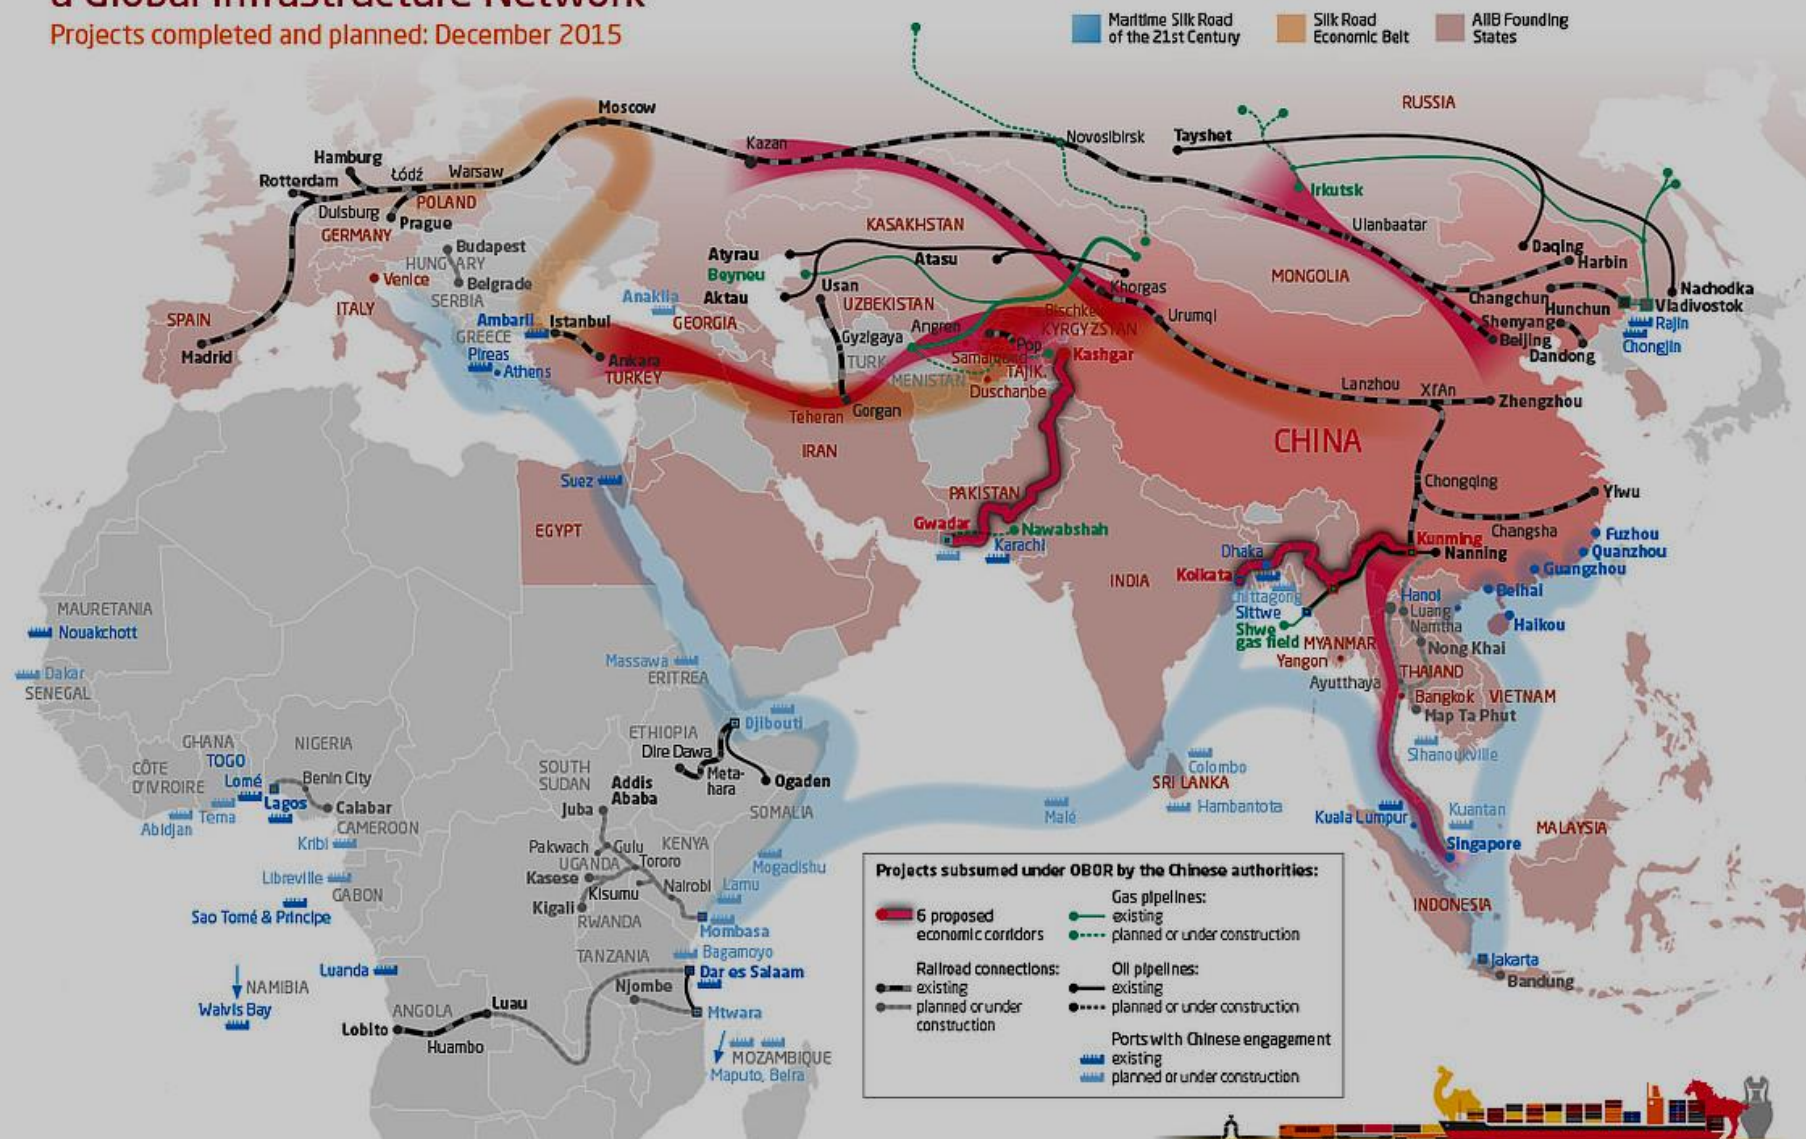 a Global Infrastructure Network
Projects completed and planned: December 2015
Maritime Silk Road
of the 21st Century
Silk Road
Economic Belt
AIIB Founding
States
Moscow
RUSSIA
Kazan
Novosibirsk
Tayshet
Hamburg
Łódź
Warsaw
Rotterdam
POLAND
Irkutsk
Duisburg
Prague
GERMANY
KASAKHSTAN
Ulanbaatar
Budapest
HUNGARY
Atyrau
Atasu
Daqing
Harbin
Venice
Belgrade
Beyneu
MONGOLIA
SERBIA
Anaklia
Aktau
Usan
Khorgas
Nachodka
ITALY
UZBEKISTAN
Changchun
Hunchun
Vladivostok
SPAIN
Ambarli
Istanbul
GEORGIA
Bischkek
Urumqi
Shenyang
Rajin
GREECE
Angren
KYRGYZSTAN
Gyzlgaya
Pop
Beijing
Chongjin
Madrid
Pireas
Ankara
TURK
MENISTAN
Samarqand
Kashgar
Dandong
Athens
TURKEY
TAJIK.
Duschanbe
Lanzhou
Xi'An
Zhengzhou
Teheran
Gorgan
CHINA
IRAN
Suez
PAKISTAN
Chongqing
Yiwu
EGYPT
Gwadar
Nawabshah
Karachi
Changsha
Fuzhou
Kunming
Nanning
Quanzhou
Dhaka
Guangzhou
Kolkata
INDIA
Chittagong
Hanoi
Beihai
MAURETANIA
Sittwe
Luang
Namtha
Haikou
Nouakchott
Shwe
gas field
MYANMAR
Nong Khai
Massawa
Yangon
Dakar
ERITREA
THAIAND
SENEGAL
Ayutthaya
Bangkok
VIETNAM
Map Ta Phut
Djibouti
ETHIOPIA
GHANA
NIGERIA
Dire Dawa
Sihanoukville
TOGO
Colombo
CÔTE
D'IVROIRE
SOUTH
SUDAN
Meta-
hara
Ogaden
SRI LANKA
Lomé
Benin City
Addis
Ababa
Lagos
Calabar
Juba
SOMALIA
Malé
Hambantota
Kuantan
Tema
Kuala Lumpur
Abidjan
CAMEROON
MALAYSIA
Kribi
Pakwach
Gulu
KENYA
Singapore
UGANDA
Tororo
Mogadishu
Libreville
Kasese
Kisumu
Nairobi
Lamu
GABON
Kigali
INDONESIA
Sao Tomé & Principe
RWANDA
Mombasa
TANZANIA
Bagamoyo
Jakarta
Luanda
Dar es Salaam
Bandung
NAMIBIA
Njombe
Walvis Bay
ANGOLA
Luau
Mtwara
Lobito
Huambo
MOZAMBIQUE
Maputo, Beira
Projects subsumed under OBOR by the Chinese authorities:
6 proposed
economic corridors
Gas pipelines:
existing
planned or under construction
Railroad connections:
existing
planned or under
construction
Oil pipelines:
existing
planned or under construction
Ports with Chinese engagement
existing
planned or under construction